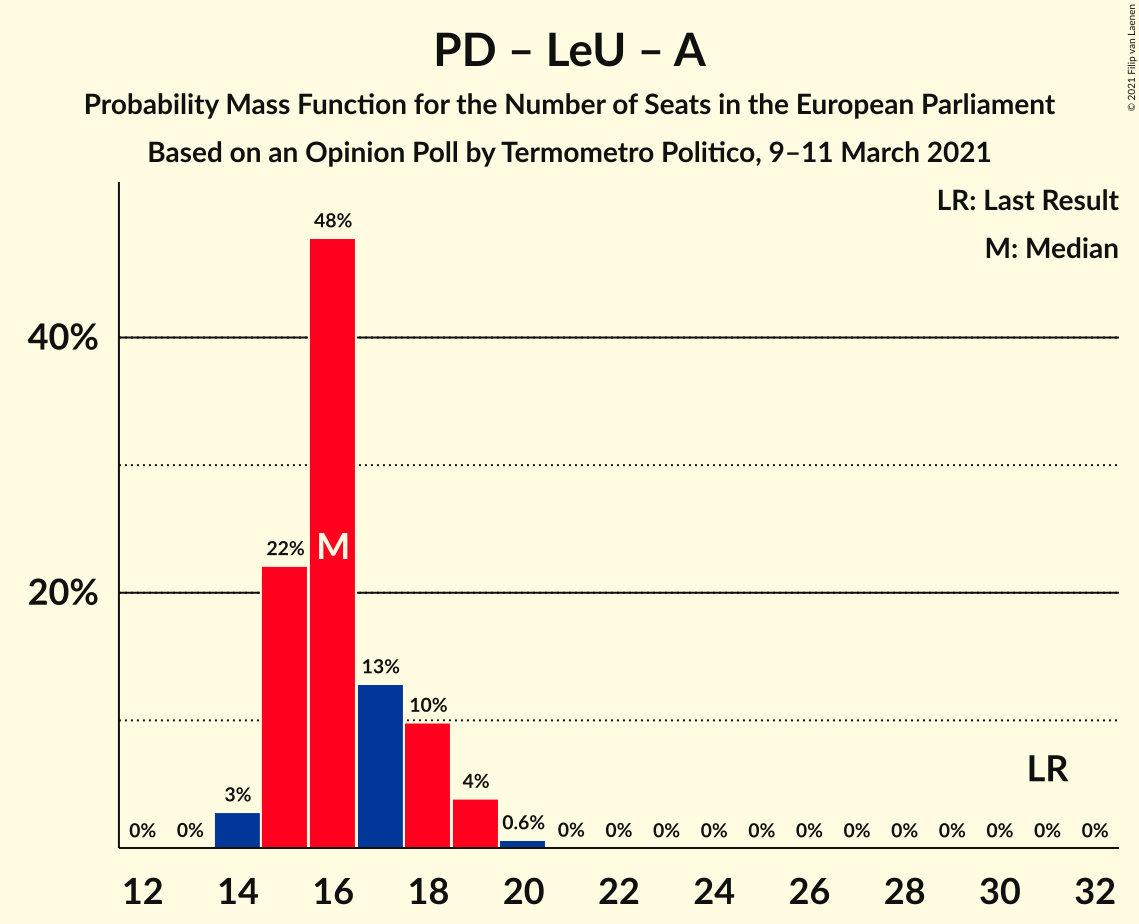 PD – LeU – A
Probability Mass Function for the Number of Seats in the European Parliament
Based on an Opinion Poll by Termometro Politico, 9–11 March 2021
© 2021 Filip van Laenen
LR: Last Result
M: Median
40%
20%
0% 0% 3% 22% 48% 13% 10% 4% 0.6% 0% 0% 0% 0% 0% 0% 0% 0% 0% 0% 0% 0%
M
LR
12 14 16 18 20 22 24 26 28 30 32